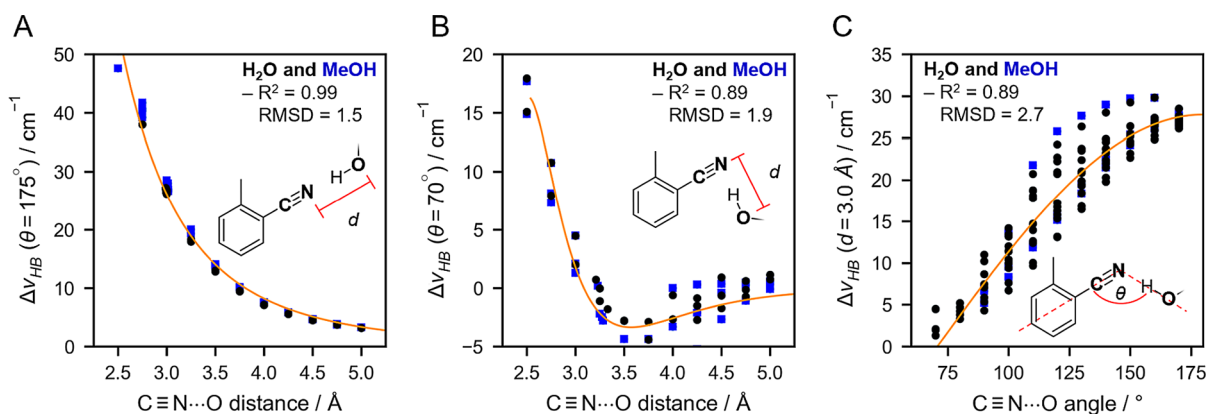 A
Δν_HB (θ = 175°) / cm⁻¹
50
40
30
20
10
0
H₂O and MeOH
– R² = 0.99
RMSD = 1.5
C≡N
H
O
d
2.5 3.0 3.5 4.0 4.5 5.0
C≡N···O distance / Å
B
Δν_HB (θ = 70°) / cm⁻¹
20
15
10
5
0
−5
H₂O and MeOH
– R² = 0.89
RMSD = 1.9
C≡N
d
H
O
2.5 3.0 3.5 4.0 4.5 5.0
C≡N···O distance / Å
C
Δν_HB (d = 3.0 Å) / cm⁻¹
35
30
25
20
15
10
5
0
H₂O and MeOH
– R² = 0.89
RMSD = 2.7
C≡N
H
O
θ
75 100 125 150 175
C≡N···O angle / °